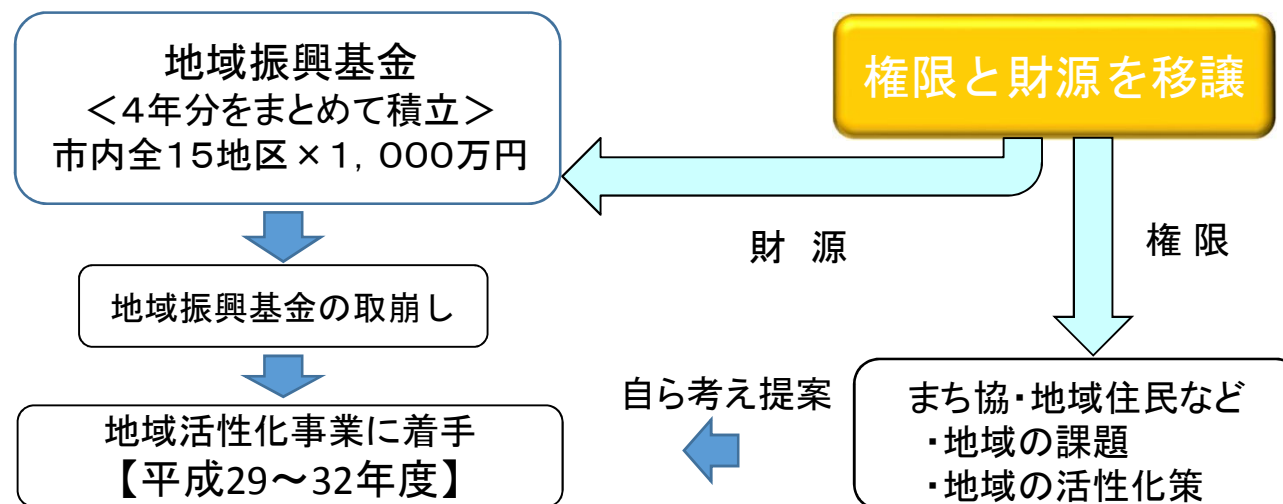 地域振興基金
＜４年分をまとめて積立＞
市内全１５地区×１，０００万円
権限と財源を移譲
財　源
権 限
地域振興基金の取崩し
自ら考え提案
地域活性化事業に着手
【平成29～32年度】
まち協・地域住民など
・地域の課題
・地域の活性化策